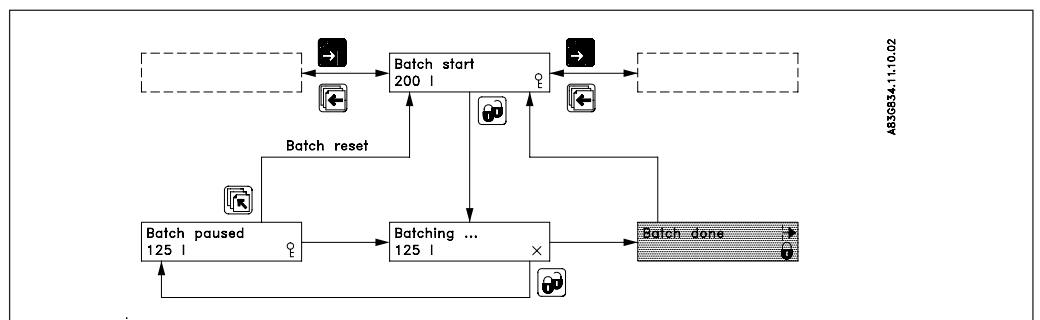 Batch start
200 l
A83G834.11.10.02
Batch reset
Batch paused
125 l
Batching ...
125 l
Batch done